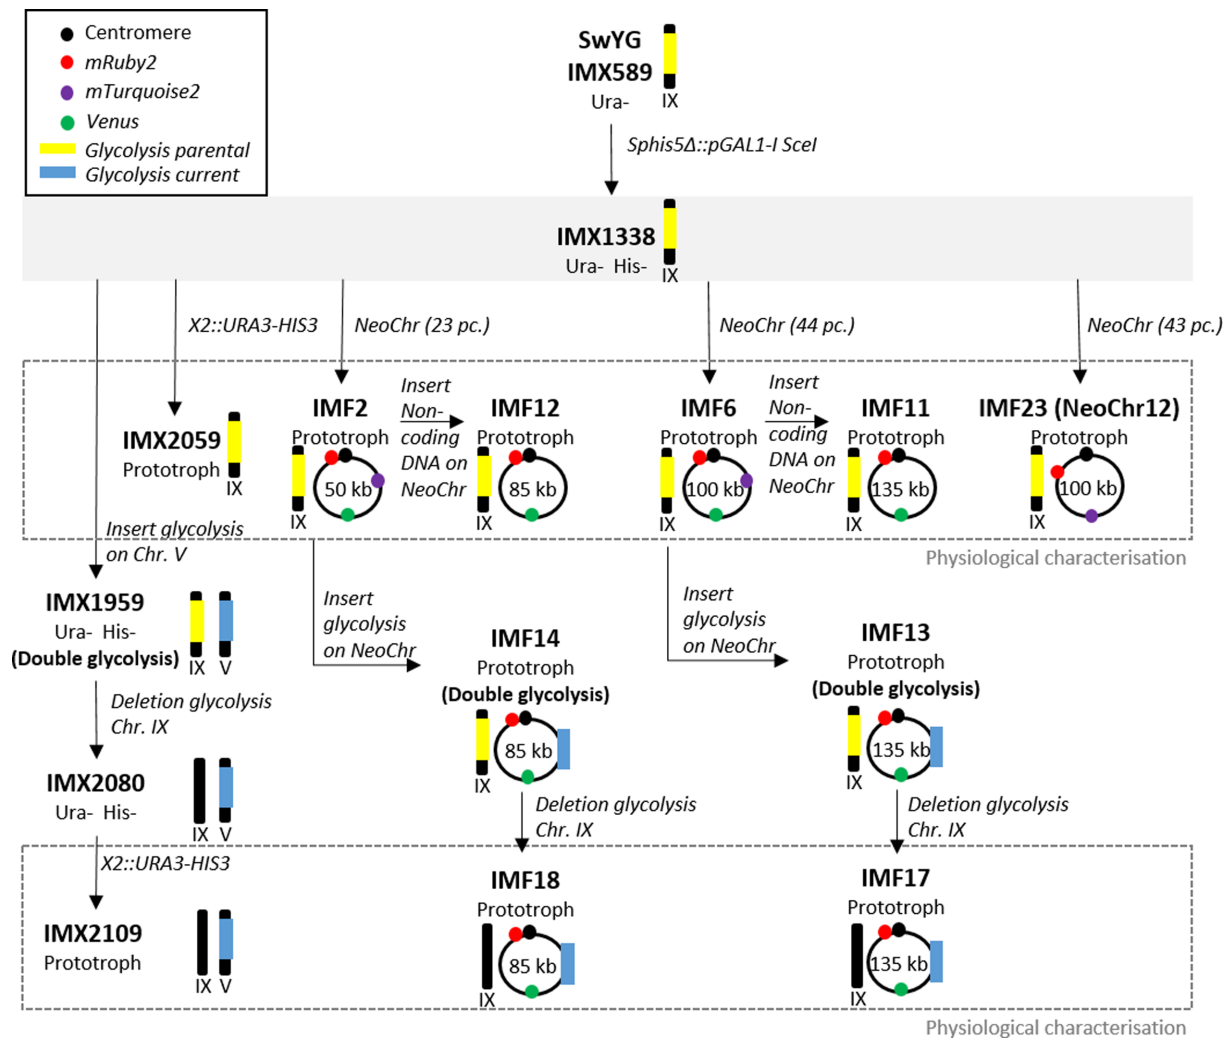 Centromere
mRuby2
mTurquoise2
Venus
Glycolysis parental
Glycolysis current
SwYG
IMX589
Ura-
IX
Sphis5Δ::pGAL1-I SceI
IMX1338
Ura- His-
IX
X2::URA3-HIS3
NeoChr (23 pc.)
NeoChr (44 pc.)
NeoChr (43 pc.)
IMX2059
Prototroph
IX
IMF2
Prototroph
50 kb
IX
Insert
Non-
coding
DNA on
NeoChr
IMF12
Prototroph
85 kb
IX
IMF6
Prototroph
100 kb
IX
Insert
Non-
coding
DNA on
NeoChr
IMF11
Prototroph
135 kb
IX
IMF23 (NeoChr12)
Prototroph
100 kb
IX
Physiological characterisation
Insert glycolysis
on Chr. V
IMX1959
Ura- His-
(Double glycolysis)
IX V
Insert
glycolysis
on NeoChr
IMF14
Prototroph
(Double glycolysis)
85 kb
IX
Insert
glycolysis
on NeoChr
IMF13
Prototroph
(Double glycolysis)
135 kb
IX
Deletion glycolysis
Chr. IX
IMX2080
Ura- His-
IX V
Deletion glycolysis
Chr. IX
Deletion glycolysis
Chr. IX
X2::URA3-HIS3
IMX2109
Prototroph
IX V
IMF18
Prototroph
85 kb
IX
IMF17
Prototroph
135 kb
IX
Physiological characterisation